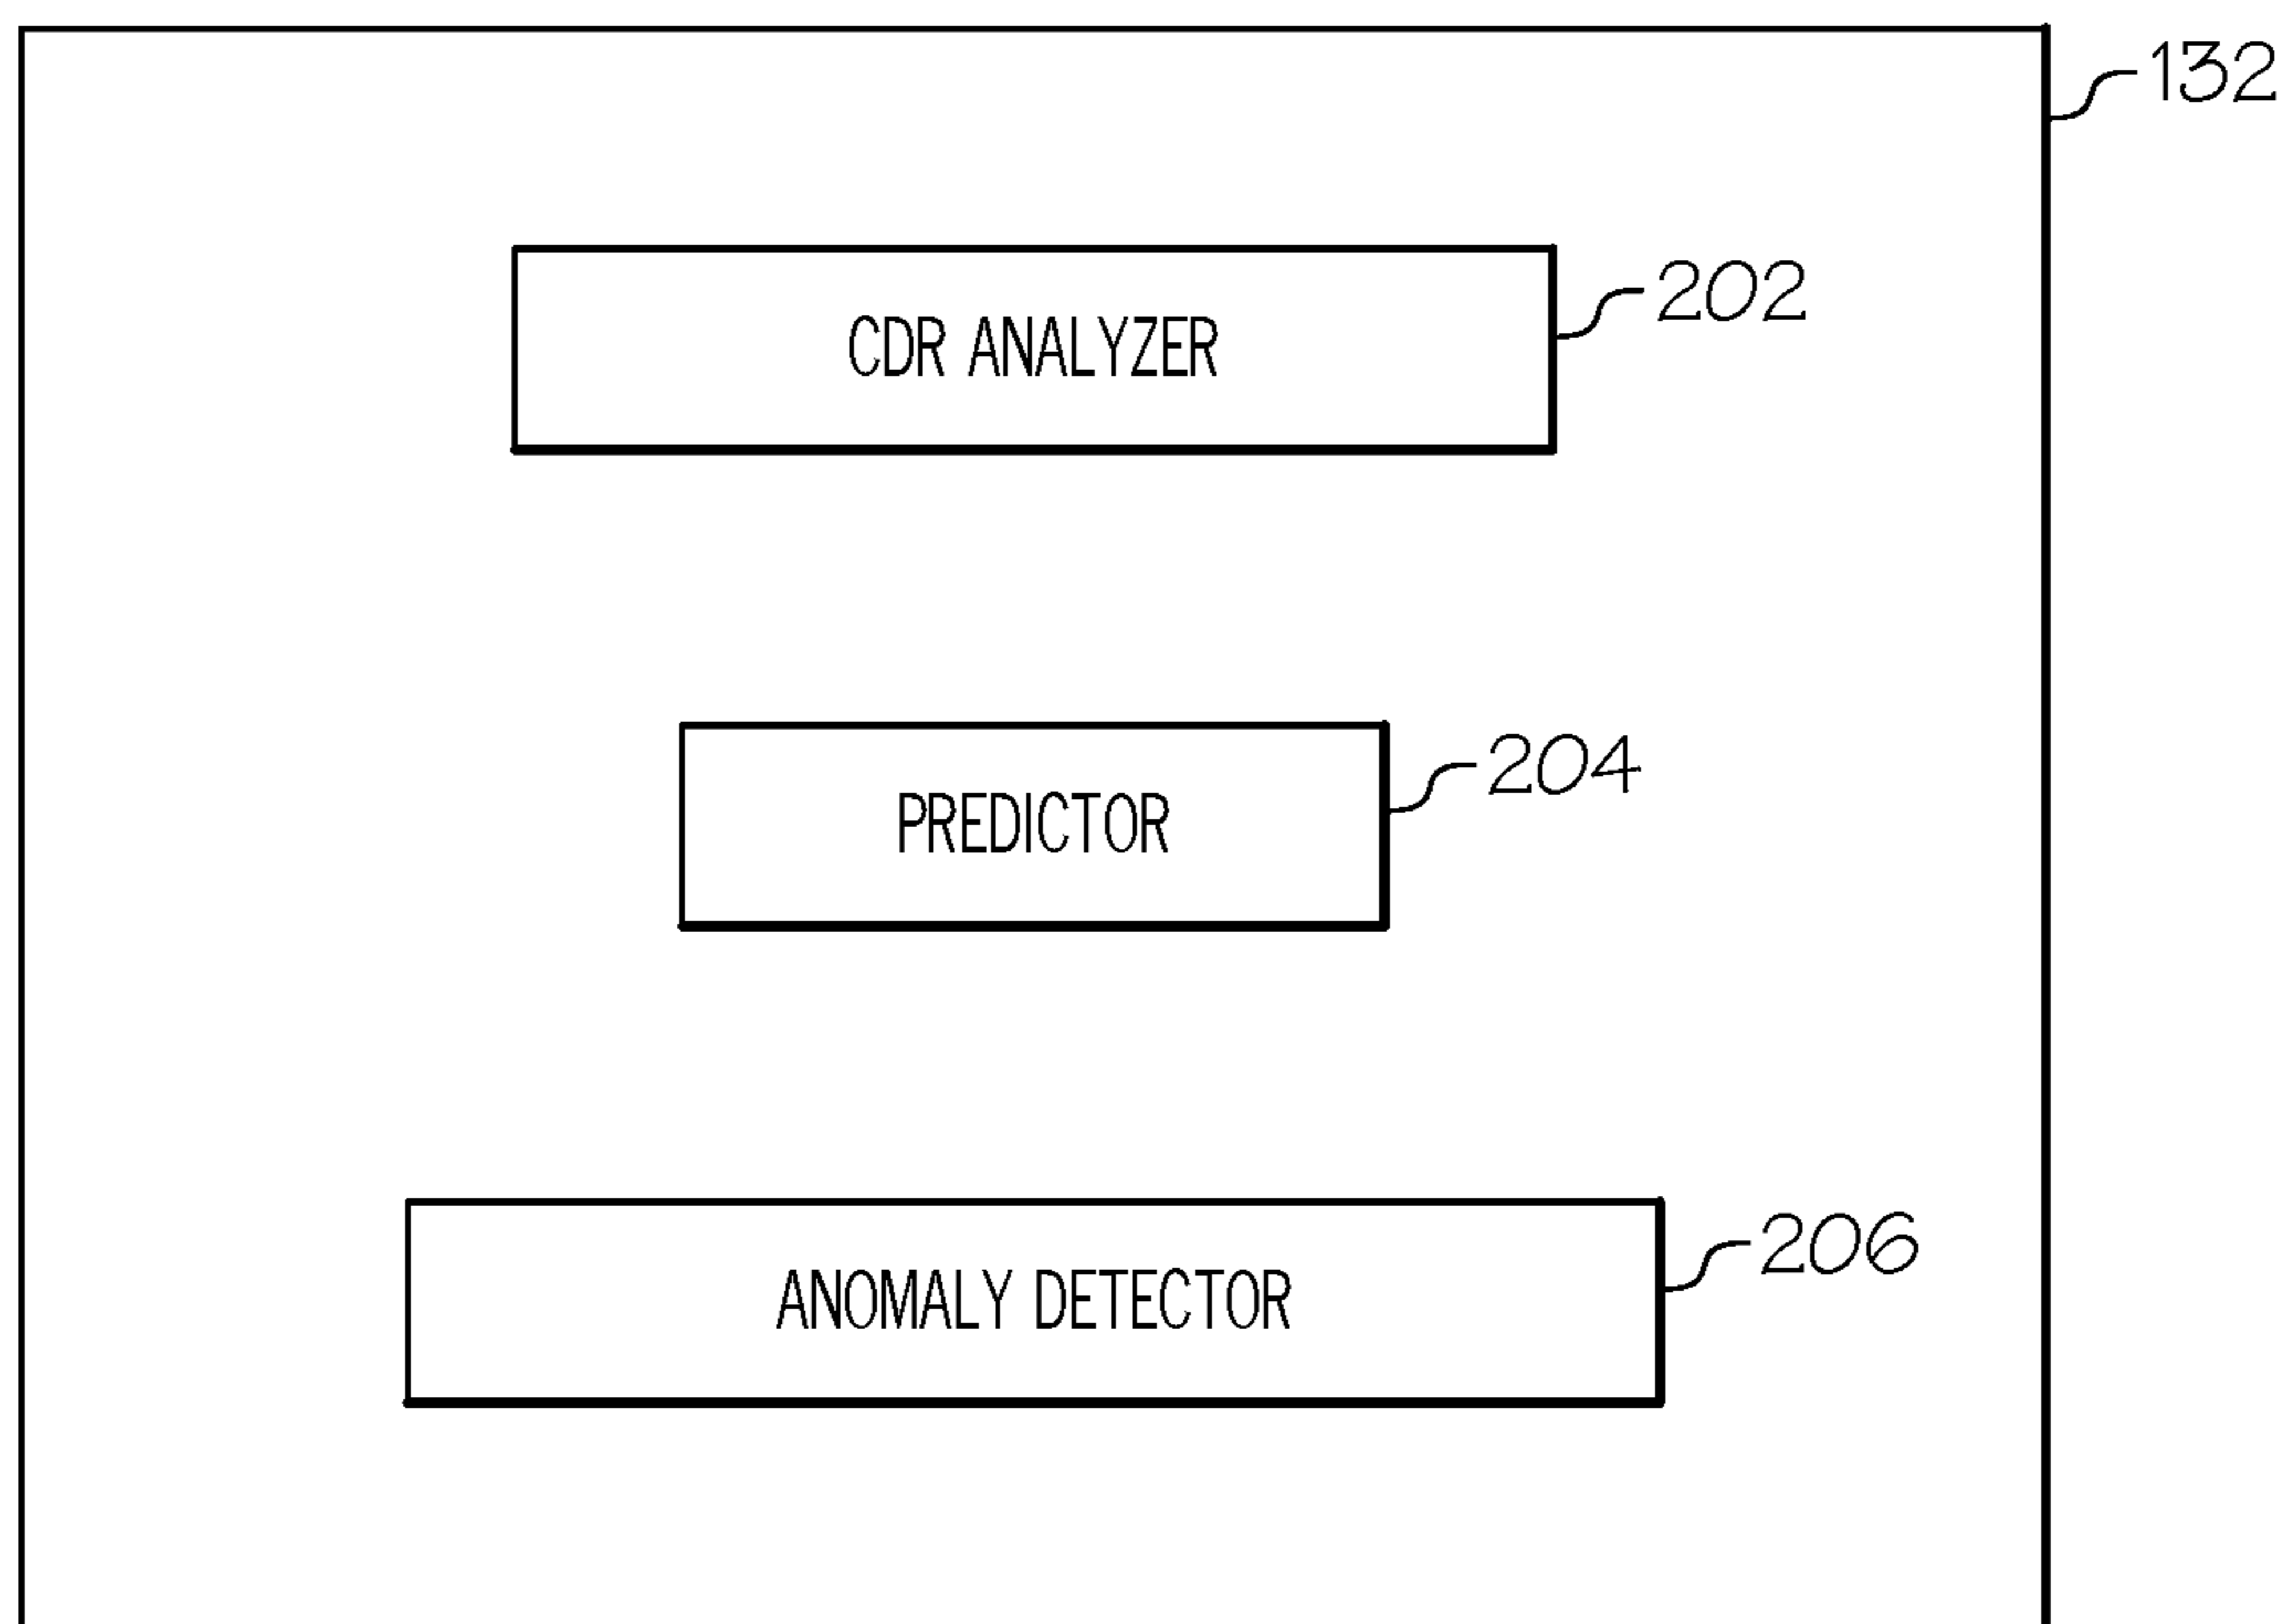 132
202
CDR ANALYZER
204
PREDICTOR
206
ANOMALY DETECTOR